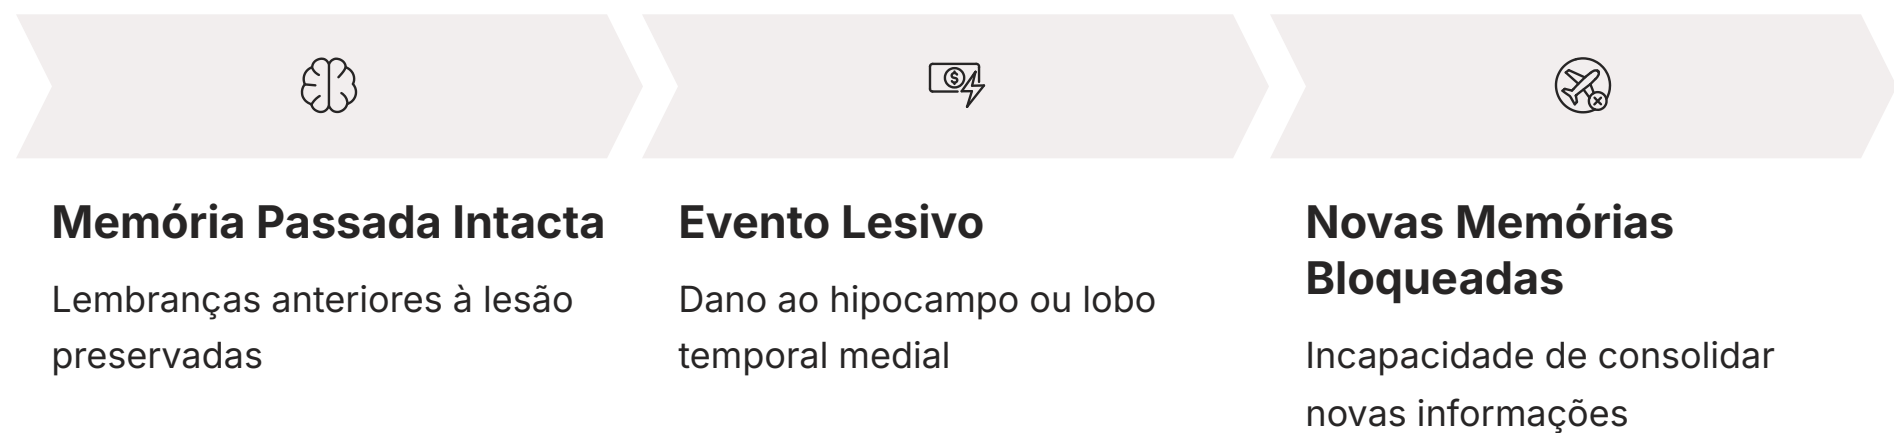 Memória Passada Intacta
Lembranças anteriores à lesão
preservadas
Evento Lesivo
Dano ao hipocampo ou lobo
temporal medial
Novas Memórias
Bloqueadas
Incapacidade de consolidar
novas informações